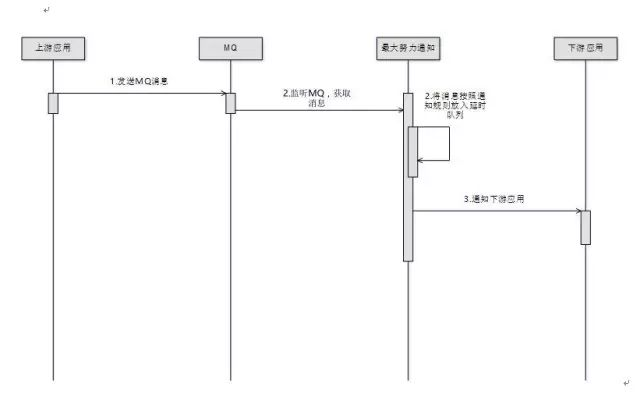 上游应用
MQ
最大努力通知
下游应用
1.发送MQ消息
2.监听MQ，获取
消息
2.将消息按照通
知规则放入延时
队列
3.通知下游应用